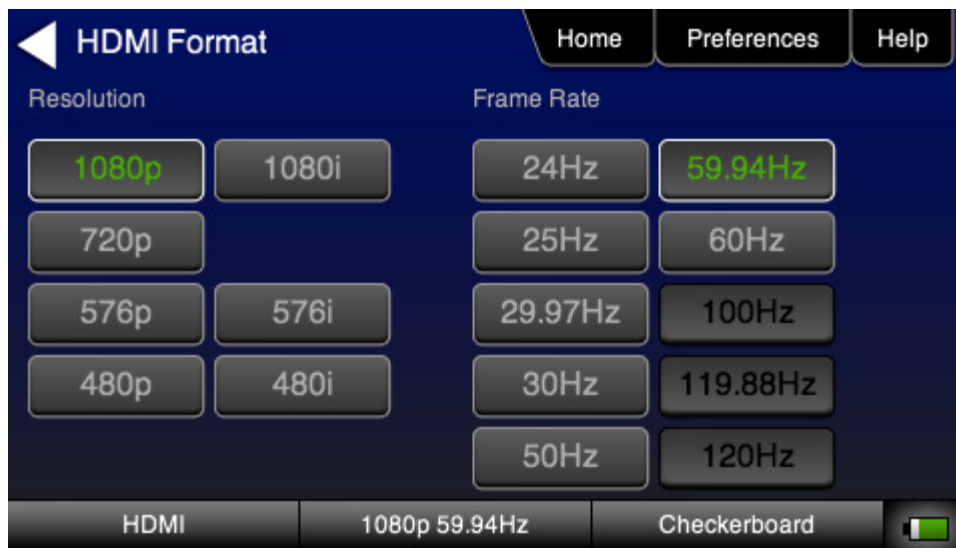 HDMI Format
Home
Preferences
Help
Resolution
Frame Rate
1080p
1080i
24Hz
59.94Hz
720p
25Hz
60Hz
576p
576i
29.97Hz
100Hz
480p
480i
30Hz
119.88Hz
50Hz
120Hz
HDMI
1080p 59.94Hz
Checkerboard